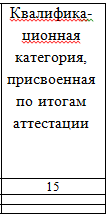 Квалифика-
ционная
категория,
присвоенная
по итогам
аттестации
15